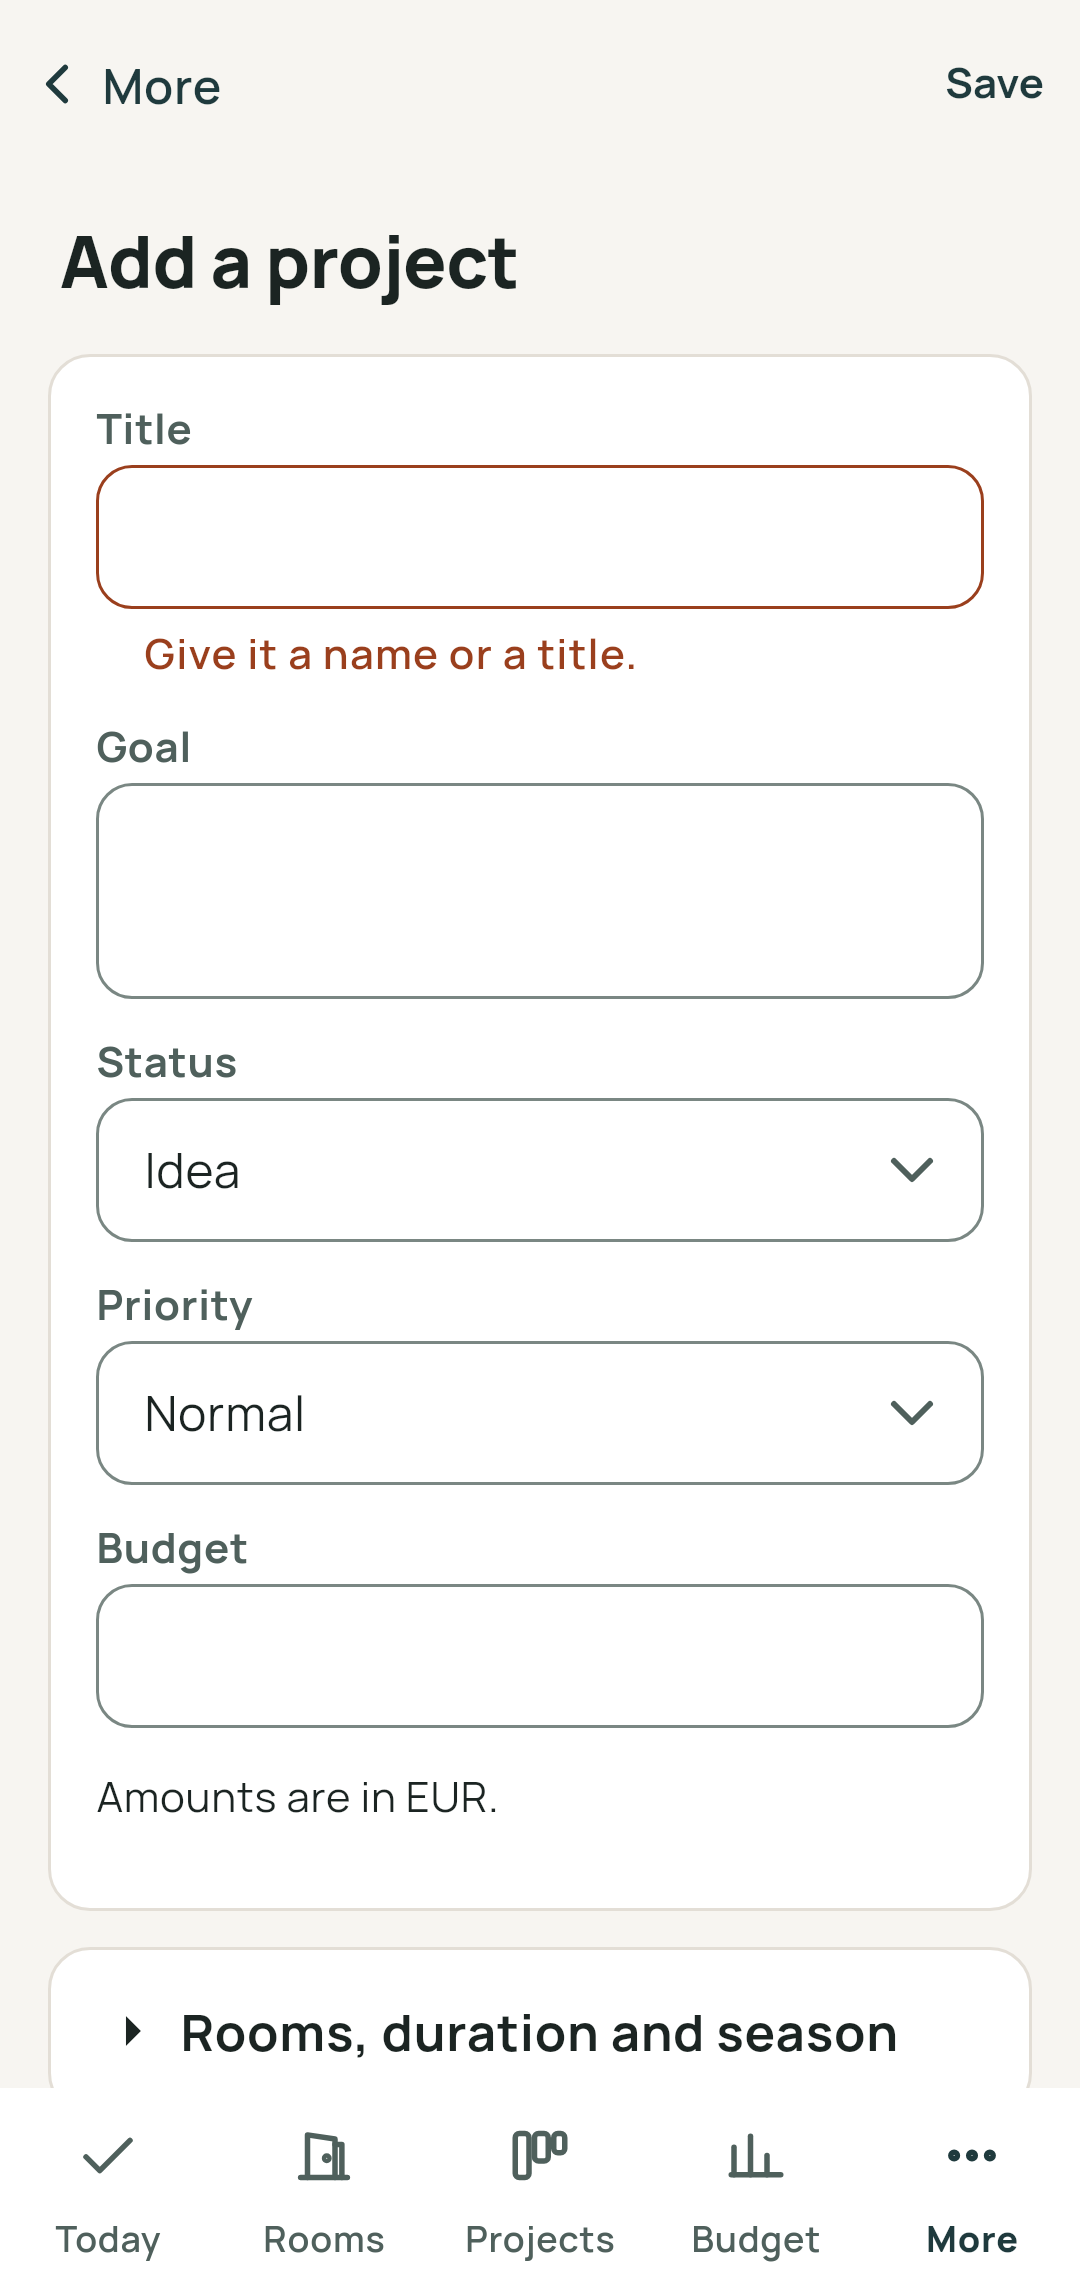 More
Save
Add a project
Title
Give it a name or a title.
Goal
Status
Idea
Priority
Normal
Budget
Amounts are in EUR.
Rooms, duration and season
Today
Rooms
Projects
Budget
More